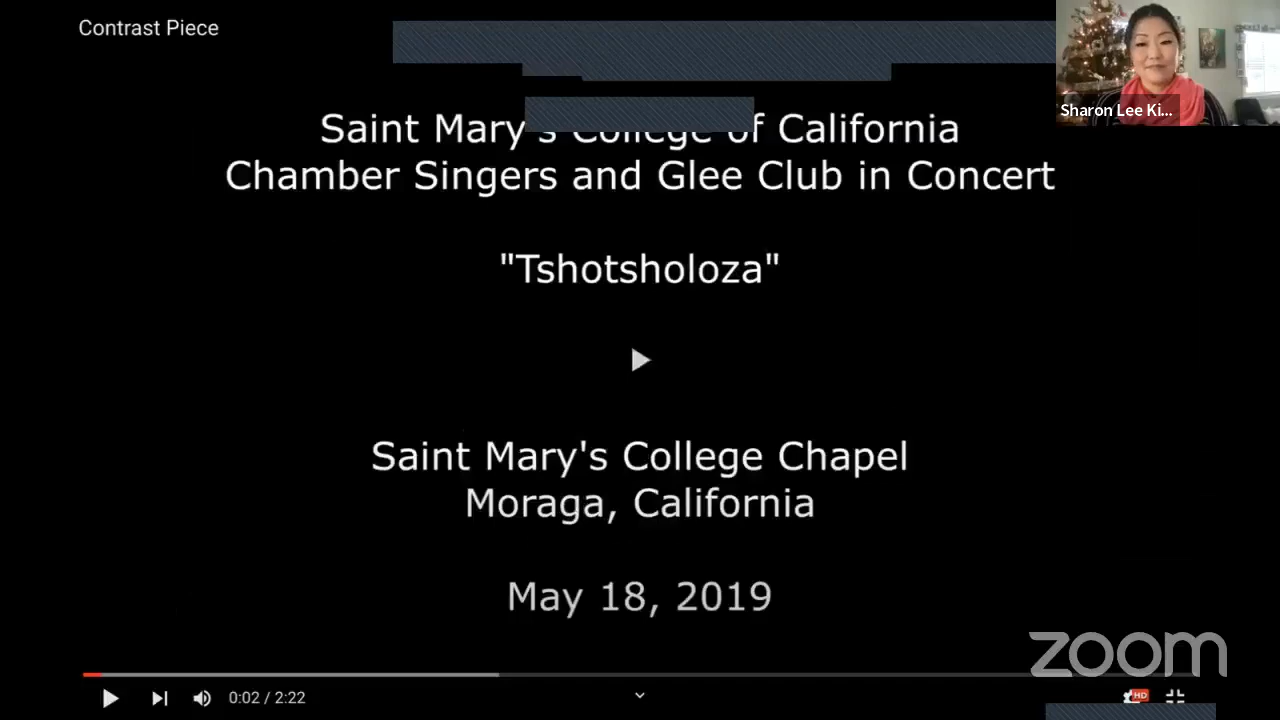 Contrast Piece
Sharon Lee Ki...
Saint Mary's College of California
Chamber Singers and Glee Club in Concert
"Tshotsholoza"
Saint Mary's College Chapel
Moraga, California
May 18, 2019
zoom
0:02 / 2:22
HD